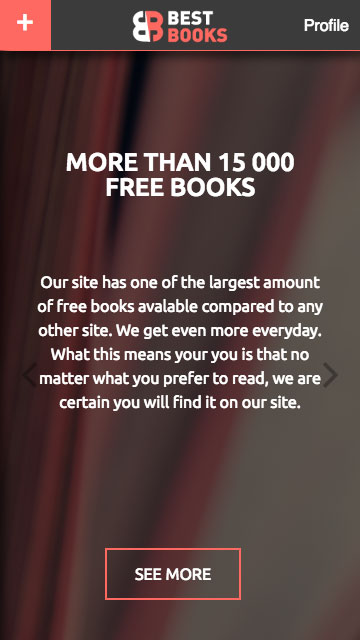 +
BEST
BOOKS
Profile
MORE THAN 15 000
FREE BOOKS
Our site has one of the largest amount
of free books avalable compared to any
other site. We get even more everyday.
What this means your you is that no
matter what you prefer to read, we are
certain you will find it on our site.
SEE MORE